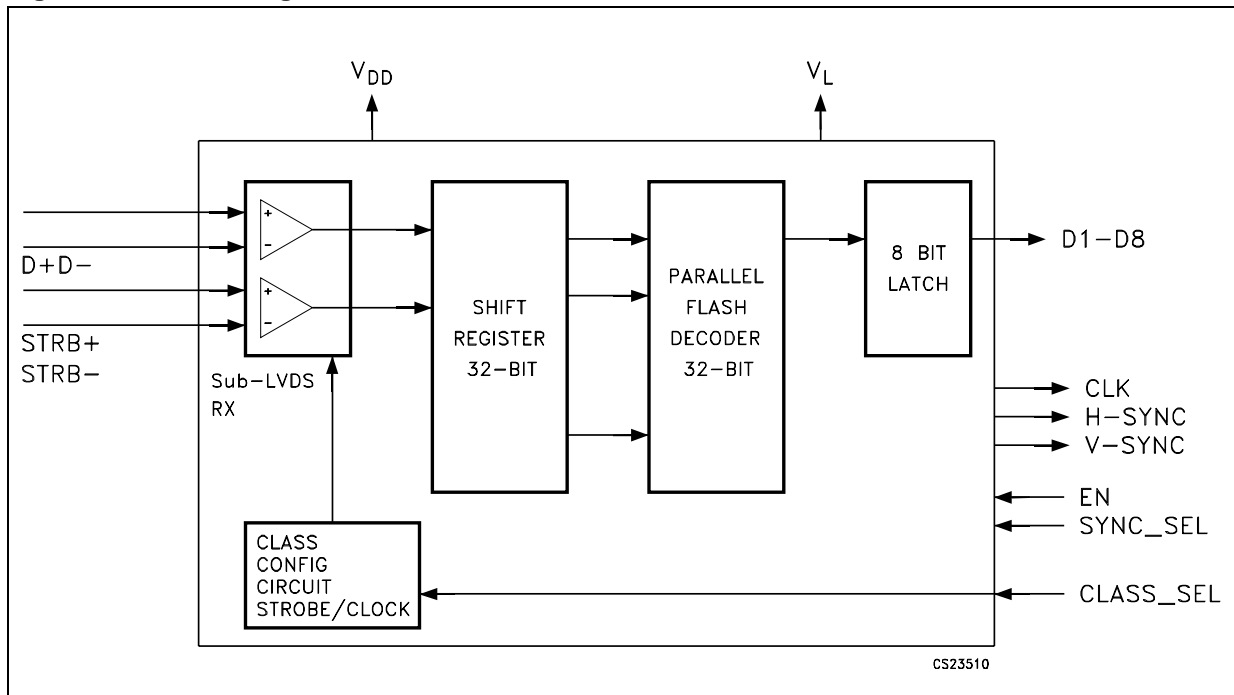 V_DD
V_L
+
-
+
-
D+D-
STRB+
STRB-
Sub-LVDS
RX
SHIFT
REGISTER
32-BIT
PARALLEL
FLASH
DECODER
32-BIT
8 BIT
LATCH
D1-D8
CLK
H-SYNC
V-SYNC
EN
SYNC_SEL
CLASS_SEL
CLASS
CONFIG
CIRCUIT
STROBE/CLOCK
CS23510